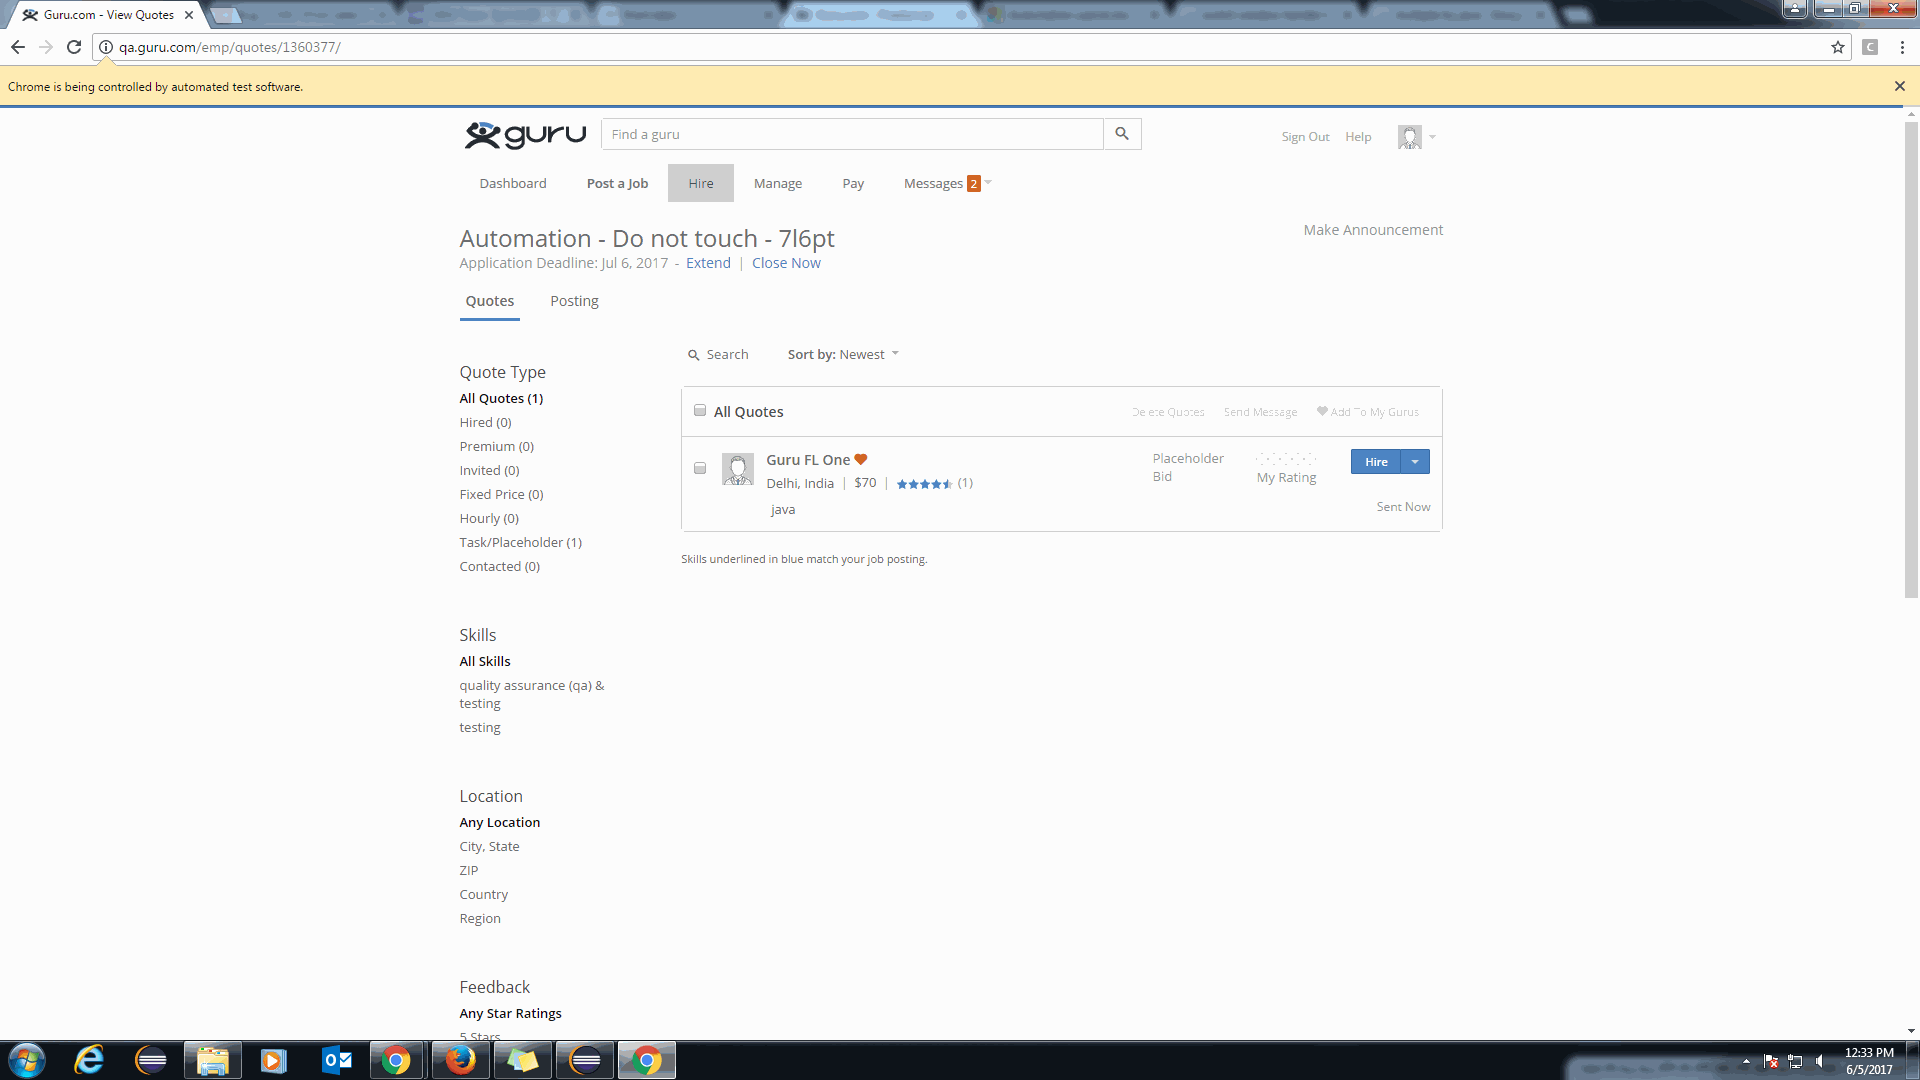 Guru.com - View Quotes
qa.guru.com/emp/quotes/1360377/
C
Chrome is being controlled by automated test software.
guru
Find a guru
Sign Out Help
Dashboard Post a Job Hire Manage Pay Messages 2
Automation - Do not touch - 7l6pt
Make Announcement
Application Deadline: Jul 6, 2017 - Extend | Close Now
Quotes Posting
Search Sort by: Newest
Quote Type
All Quotes (1)
Hired (0)
Premium (0)
Invited (0)
Fixed Price (0)
Hourly (0)
Task/Placeholder (1)
Contacted (0)
All Quotes Delete Quotes Send Message Add To My Gurus
Guru FL One
Delhi, India | $70 | (1)
java
Placeholder
Bid
My Rating
Hire
Sent Now
Skills underlined in blue match your job posting.
Skills
All Skills
quality assurance (qa) &
testing
testing
Location
Any Location
City, State
ZIP
Country
Region
Feedback
Any Star Ratings
5 Stars
12:33 PM
6/5/2017